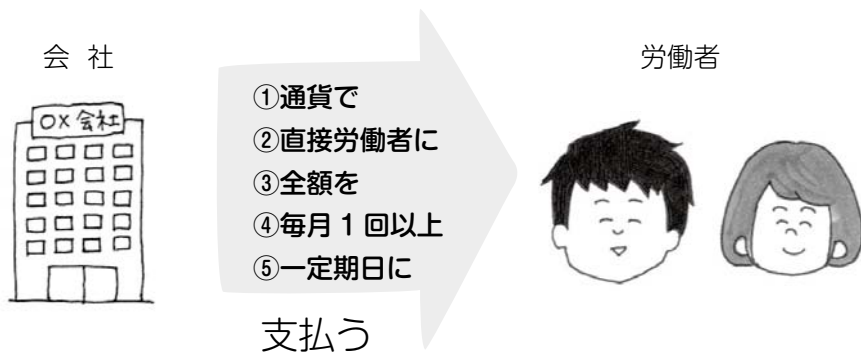 会 社
労働者
○×会社
①通貨で
②直接労働者に
③全額を
④毎月1回以上
⑤一定期日に
支払う